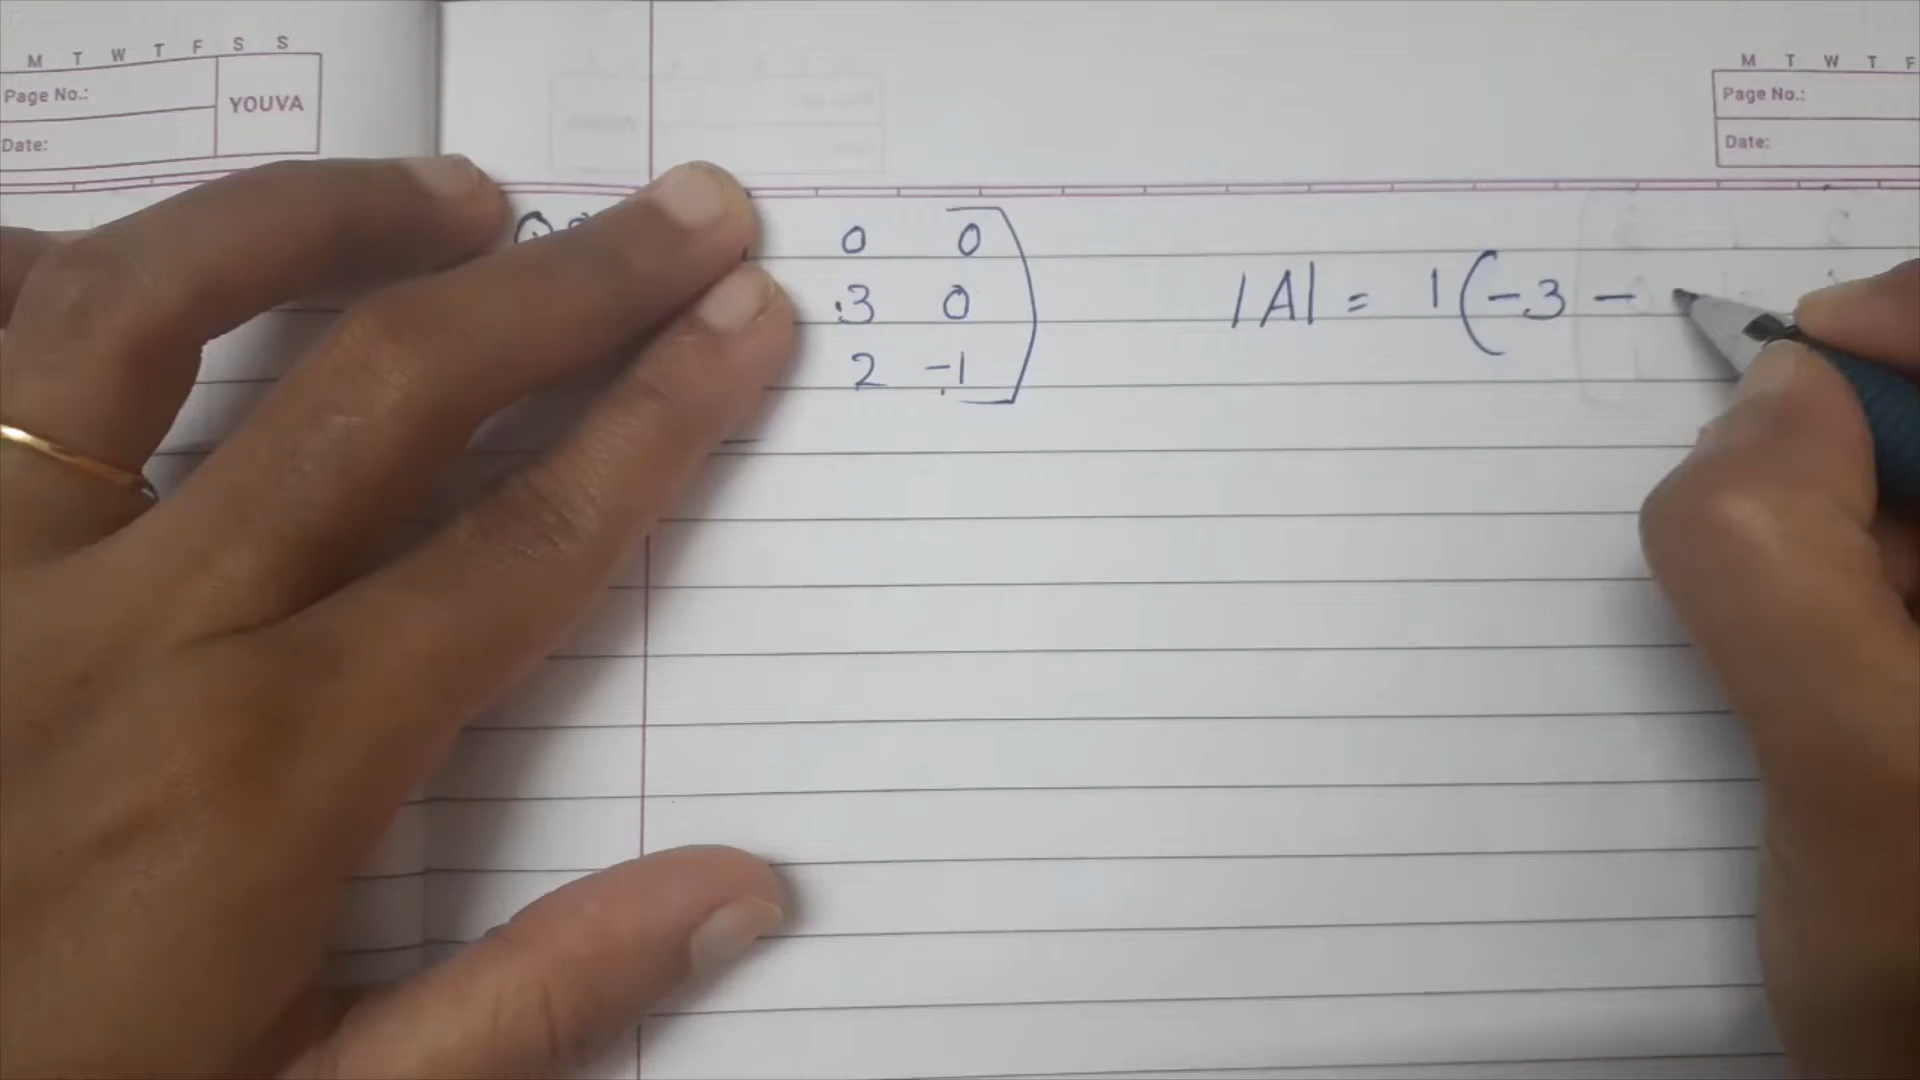 M T W T F S S
Page No.:
YOUVA
Date:
M T W T F
Page No.:
Date:
0 0
3 0
2 -1
|A| = 1(-3 -